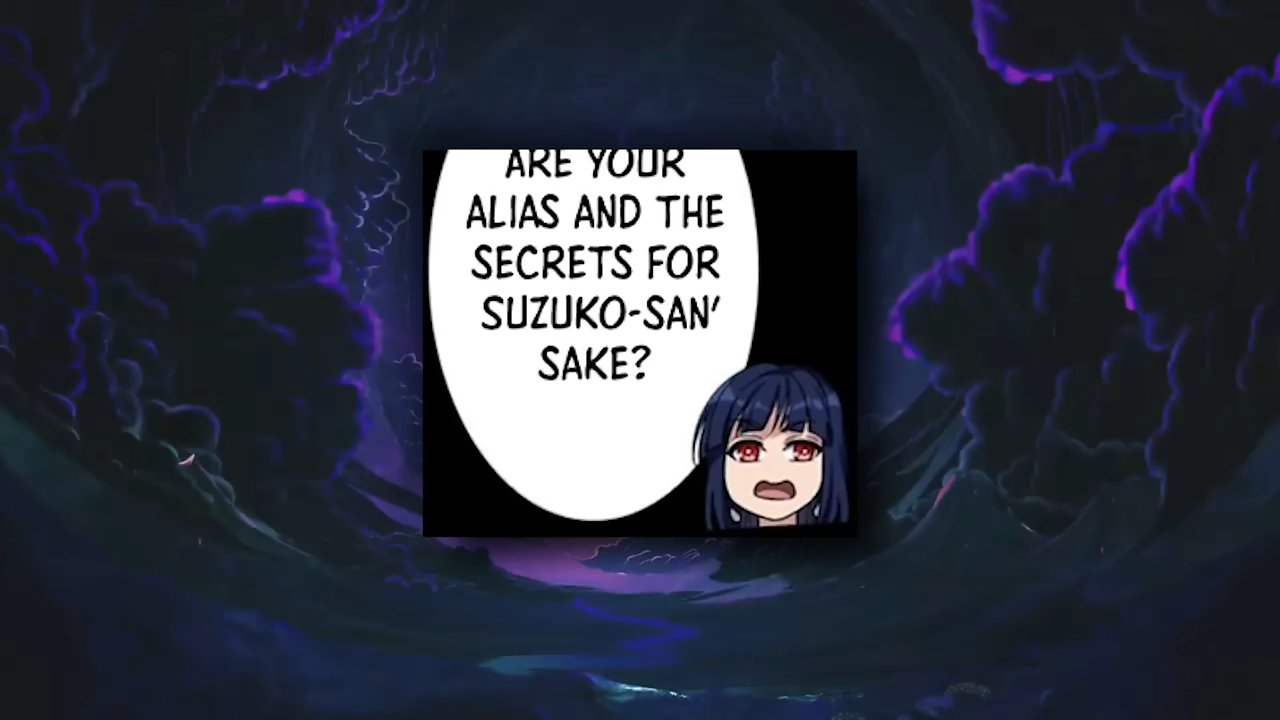 ARE YOUR
ALIAS AND THE
SECRETS FOR
SUZUKO-SAN'
SAKE?